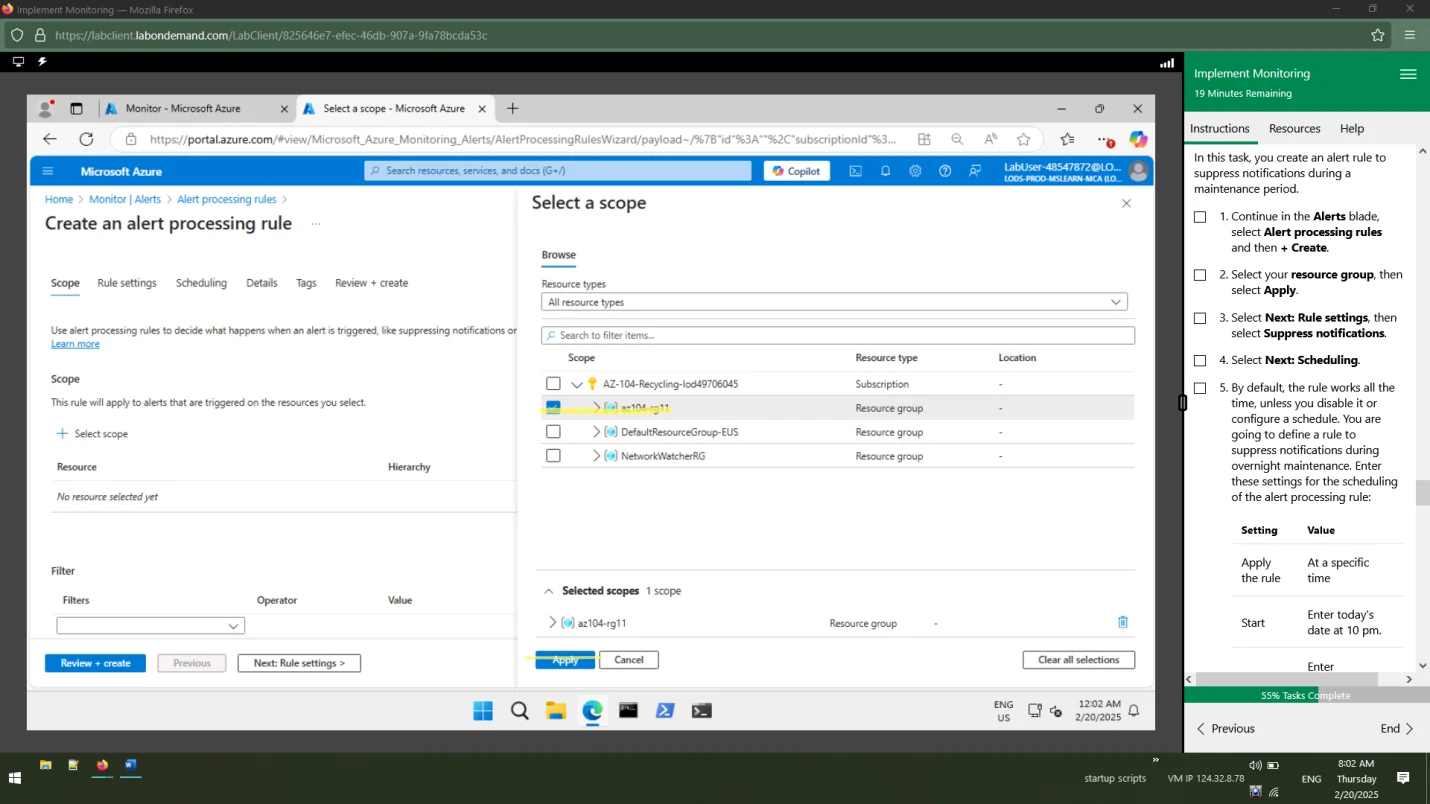 Implement Monitoring — Mozilla Firefox
https://labclient.labondemand.com/LabClient/825646e7-efec-46db-907a-9fa78bcda53c
Monitor - Microsoft Azure
Select a scope - Microsoft Azure
https://portal.azure.com/#view/Microsoft_Azure_Monitoring_Alerts/AlertProcessingRulesWizard/payload~/%7B"id"%3A""%2C"subscriptionId"%3...
Microsoft Azure
Search resources, services, and docs (G+/)
Copilot
LabUser-48547872@LO...
LODS-PROD-MSLEARN-MCA (LO...
Home > Monitor | Alerts > Alert processing rules >
Create an alert processing rule ...
Scope
Rule settings
Scheduling
Details
Tags
Review + create
Use alert processing rules to decide what happens when an alert is triggered, like suppressing notifications or
Learn more
Scope
This rule will apply to alerts that are triggered on the resources you select.
+ Select scope
Resource
Hierarchy
No resource selected yet
Filter
Filters
Operator
Value
Review + create
Previous
Next: Rule settings >
Select a scope
Browse
Resource types
All resource types
Search to filter items...
Scope
Resource type
Location
AZ-104-Recycling-lod49706045
Subscription
-
az104-rg11
Resource group
-
DefaultResourceGroup-EUS
Resource group
-
NetworkWatcherRG
Resource group
-
Selected scopes 1 scope
az104-rg11
Resource group
-
Apply
Cancel
Clear all selections
ENG
US
12:02 AM
2/20/2025
Implement Monitoring
19 Minutes Remaining
Instructions
Resources
Help
In this task, you create an alert rule to
suppress notifications during a
maintenance period.
1. Continue in the Alerts blade,
select Alert processing rules
and then + Create.
2. Select your resource group, then
select Apply.
3. Select Next: Rule settings, then
select Suppress notifications.
4. Select Next: Scheduling.
5. By default, the rule works all the
time, unless you disable it or
configure a schedule. You are
going to define a rule to
suppress notifications during
overnight maintenance. Enter
these settings for the scheduling
of the alert processing rule:
Setting
Value
Apply
the rule
At a specific
time
Start
Enter today's
date at 10 pm.
Enter
55% Tasks Complete
Previous
End
startup scripts
VM IP 124.32.8.78
ENG
8:02 AM
Thursday
2/20/2025